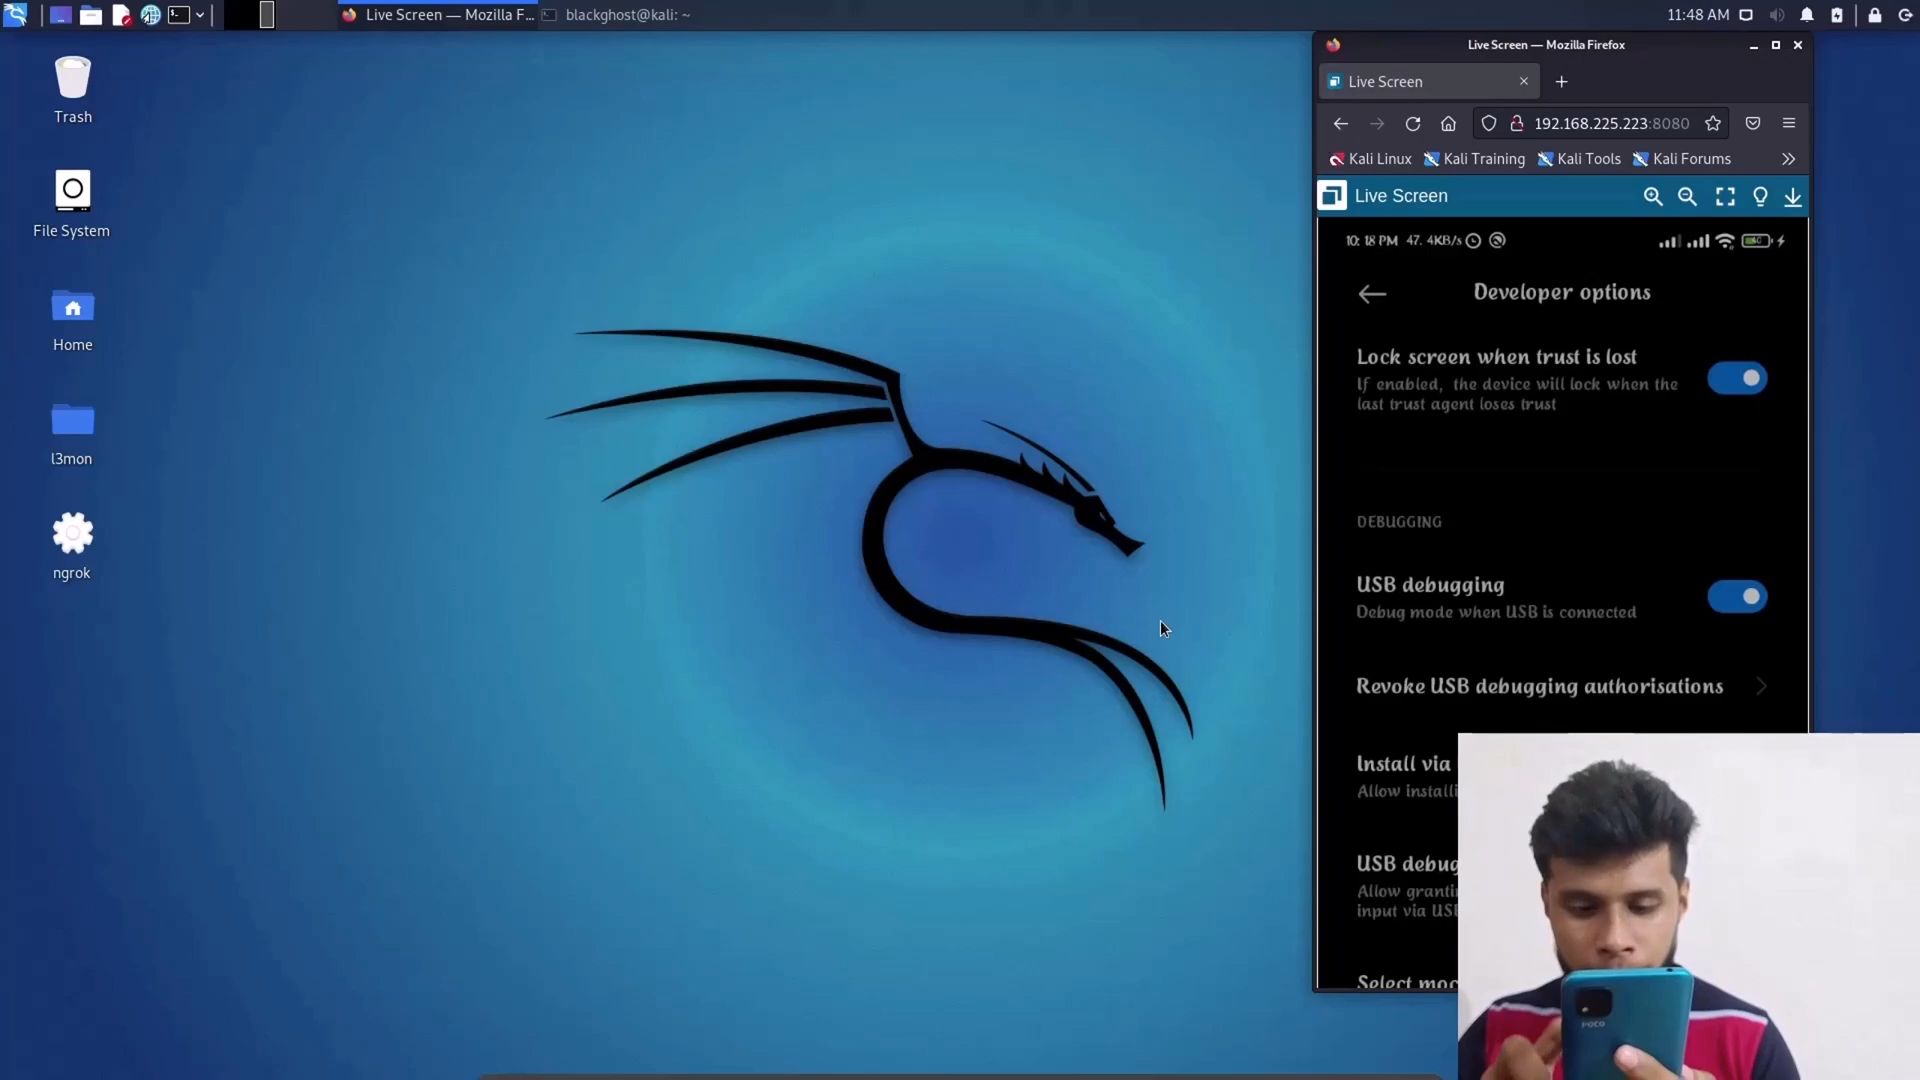 Live Screen — Mozilla F...
blackghost@kali: ~
11:48 AM
Trash
File System
Home
l3mon
ngrok
Live Screen — Mozilla Firefox
Live Screen
192.168.225.223:8080
Kali Linux
Kali Training
Kali Tools
Kali Forums
Live Screen
10:18 PM 47.4KB/s
Developer options
Lock screen when trust is lost
If enabled, the device will lock when the
last trust agent loses trust
DEBUGGING
USB debugging
Debug mode when USB is connected
Revoke USB debugging authorisations
Install via
Allow installi
USB debug
Allow granti
input via USB
Select moc
POCO